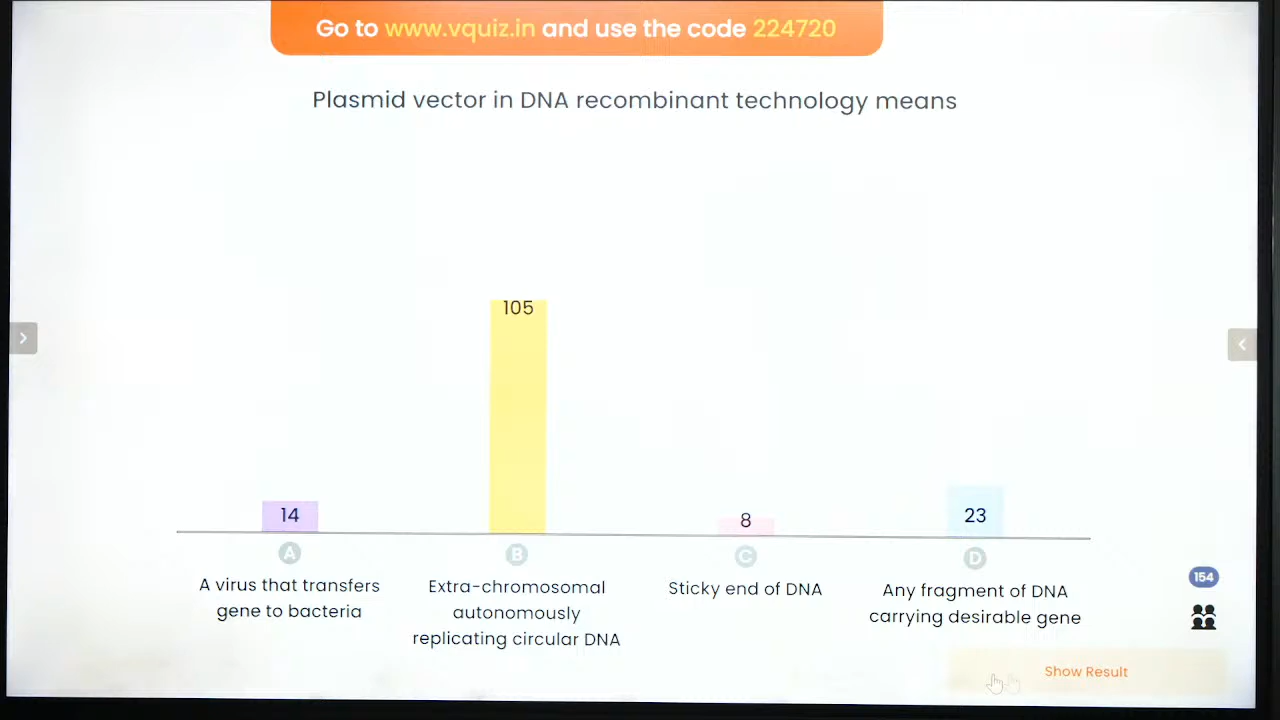 Go to www.vquiz.in and use the code 224720
Plasmid vector in DNA recombinant technology means
14
105
8
23
A
B
C
D
A virus that transfers
gene to bacteria
Extra-chromosomal
autonomously
replicating circular DNA
Sticky end of DNA
Any fragment of DNA
carrying desirable gene
154
Show Result